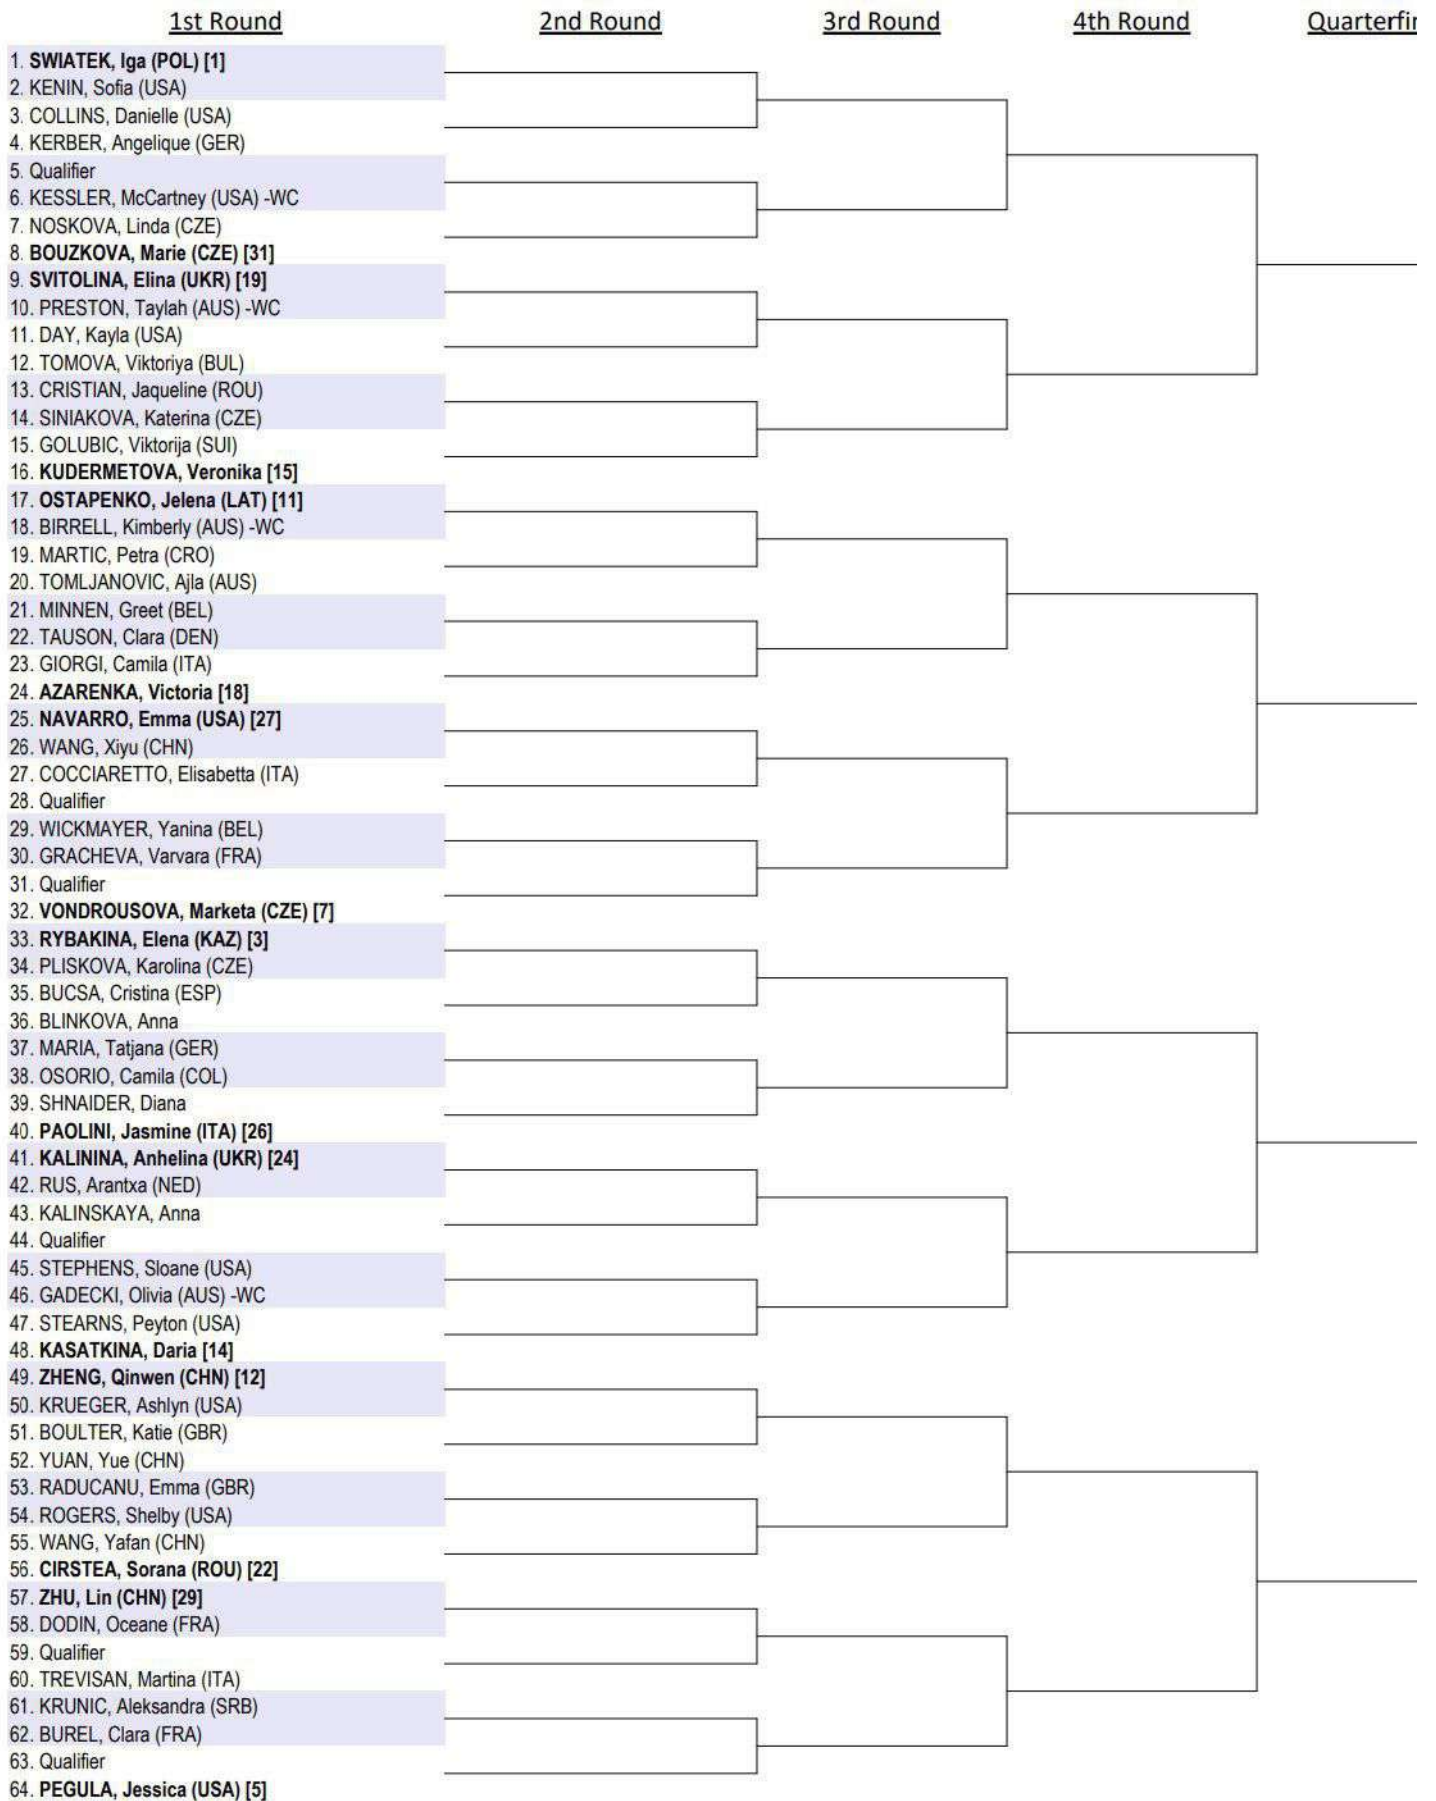 1st Round 2nd Round 3rd Round 4th Round Quarterfir
1. SWIATEK, Iga (POL) [1]
2. KENIN, Sofia (USA)
3. COLLINS, Danielle (USA)
4. KERBER, Angelique (GER)
5. Qualifier
6. KESSLER, McCartney (USA) -WC
7. NOSKOVA, Linda (CZE)
8. BOUZKOVA, Marie (CZE) [31]
9. SVITOLINA, Elina (UKR) [19]
10. PRESTON, Taylah (AUS) -WC
11. DAY, Kayla (USA)
12. TOMOVA, Viktoriya (BUL)
13. CRISTIAN, Jaqueline (ROU)
14. SINIAKOVA, Katerina (CZE)
15. GOLUBIC, Viktorija (SUI)
16. KUDERMETOVA, Veronika [15]
17. OSTAPENKO, Jelena (LAT) [11]
18. BIRRELL, Kimberly (AUS) -WC
19. MARTIC, Petra (CRO)
20. TOMLJANOVIC, Ajla (AUS)
21. MINNEN, Greet (BEL)
22. TAUSON, Clara (DEN)
23. GIORGI, Camila (ITA)
24. AZARENKA, Victoria [18]
25. NAVARRO, Emma (USA) [27]
26. WANG, Xiyu (CHN)
27. COCCIARETTO, Elisabetta (ITA)
28. Qualifier
29. WICKMAYER, Yanina (BEL)
30. GRACHEVA, Varvara (FRA)
31. Qualifier
32. VONDROUSOVA, Marketa (CZE) [7]
33. RYBAKINA, Elena (KAZ) [3]
34. PLISKOVA, Karolina (CZE)
35. BUCSA, Cristina (ESP)
36. BLINKOVA, Anna
37. MARIA, Tatjana (GER)
38. OSORIO, Camila (COL)
39. SHNAIDER, Diana
40. PAOLINI, Jasmine (ITA) [26]
41. KALININA, Anhelina (UKR) [24]
42. RUS, Arantxa (NED)
43. KALINSKAYA, Anna
44. Qualifier
45. STEPHENS, Sloane (USA)
46. GADECKI, Olivia (AUS) -WC
47. STEARNS, Peyton (USA)
48. KASATKINA, Daria [14]
49. ZHENG, Qinwen (CHN) [12]
50. KRUEGER, Ashlyn (USA)
51. BOULTER, Katie (GBR)
52. YUAN, Yue (CHN)
53. RADUCANU, Emma (GBR)
54. ROGERS, Shelby (USA)
55. WANG, Yafan (CHN)
56. CIRSTEA, Sorana (ROU) [22]
57. ZHU, Lin (CHN) [29]
58. DODIN, Oceane (FRA)
59. Qualifier
60. TREVISAN, Martina (ITA)
61. KRUNIC, Aleksandra (SRB)
62. BUREL, Clara (FRA)
63. Qualifier
64. PEGULA, Jessica (USA) [5]